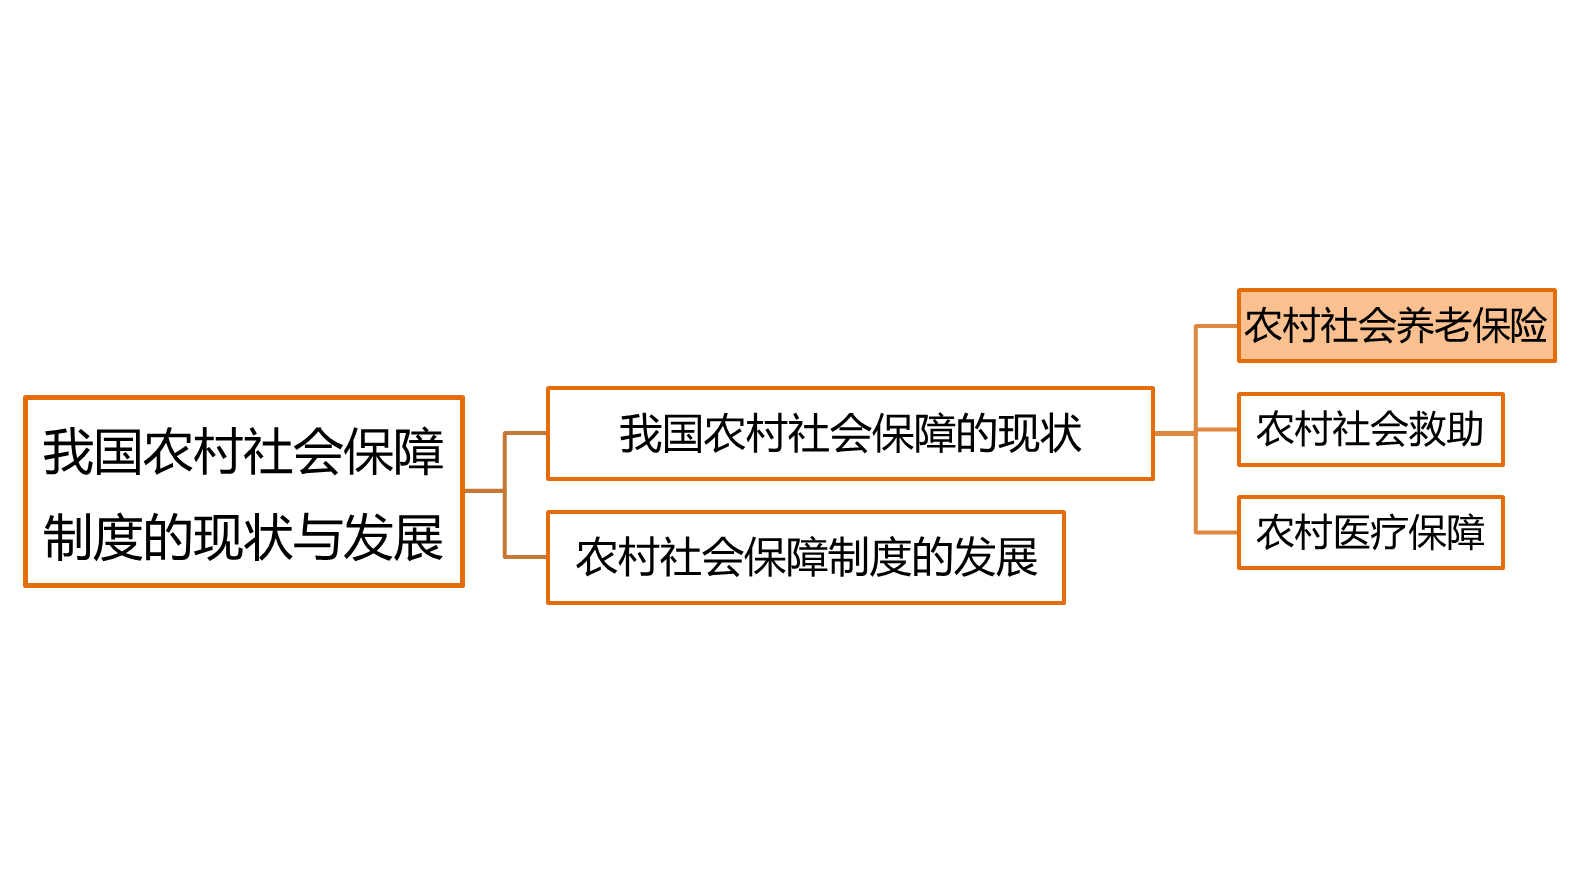 我国农村社会保障
制度的现状与发展
我国农村社会保障的现状
农村社会保障制度的发展
农村社会养老保险
农村社会救助
农村医疗保障